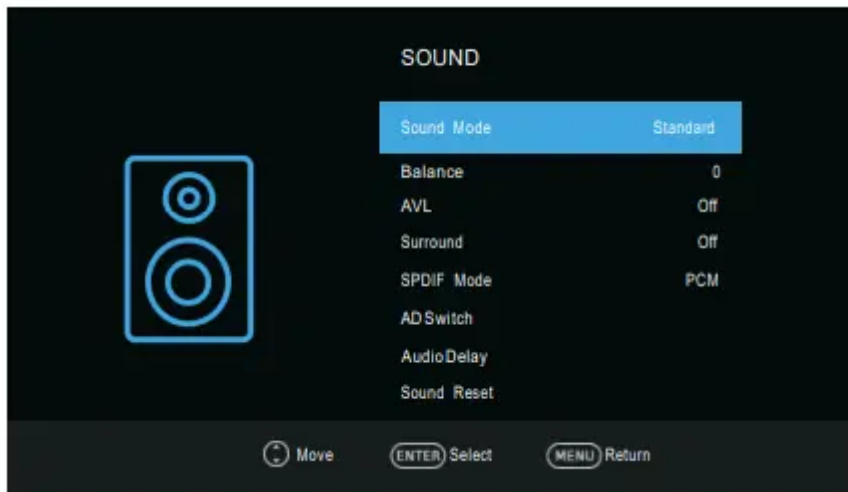 SOUND
Sound Mode Standard
Balance 0
AVL Off
Surround Off
SPDIF Mode PCM
AD Switch
Audio Delay
Sound Reset
Move ENTER Select MENU Return